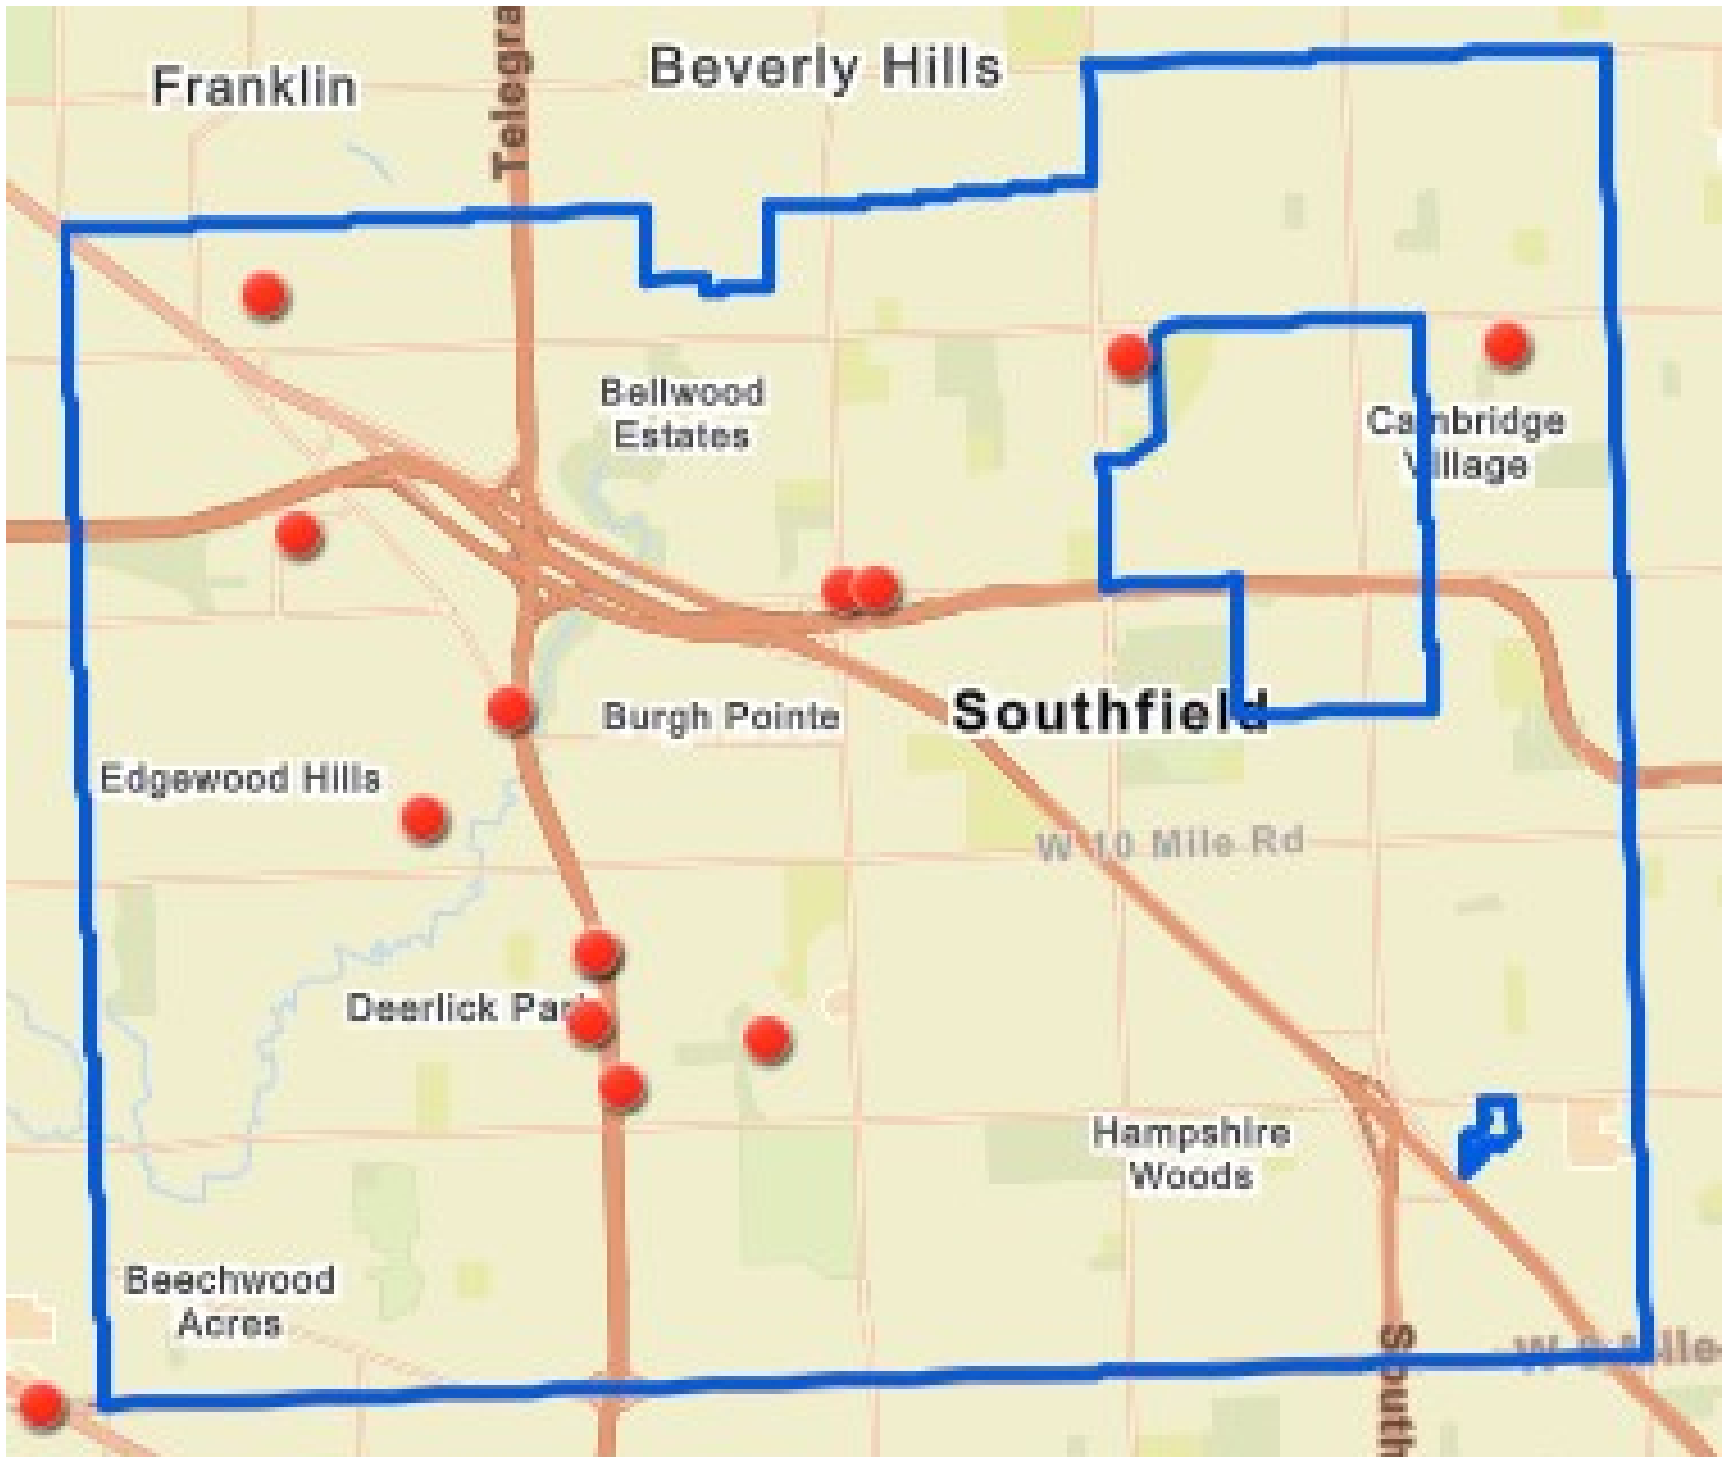 Telegra
Franklin
Beverly Hills
Bellwood
Estates
Cambridge
Village
Southfield
Burgh Pointe
Edgewood Hills
W 10 Mile Rd
Deerlick Par
Hampshire
Woods
Beechwood
Acres
South